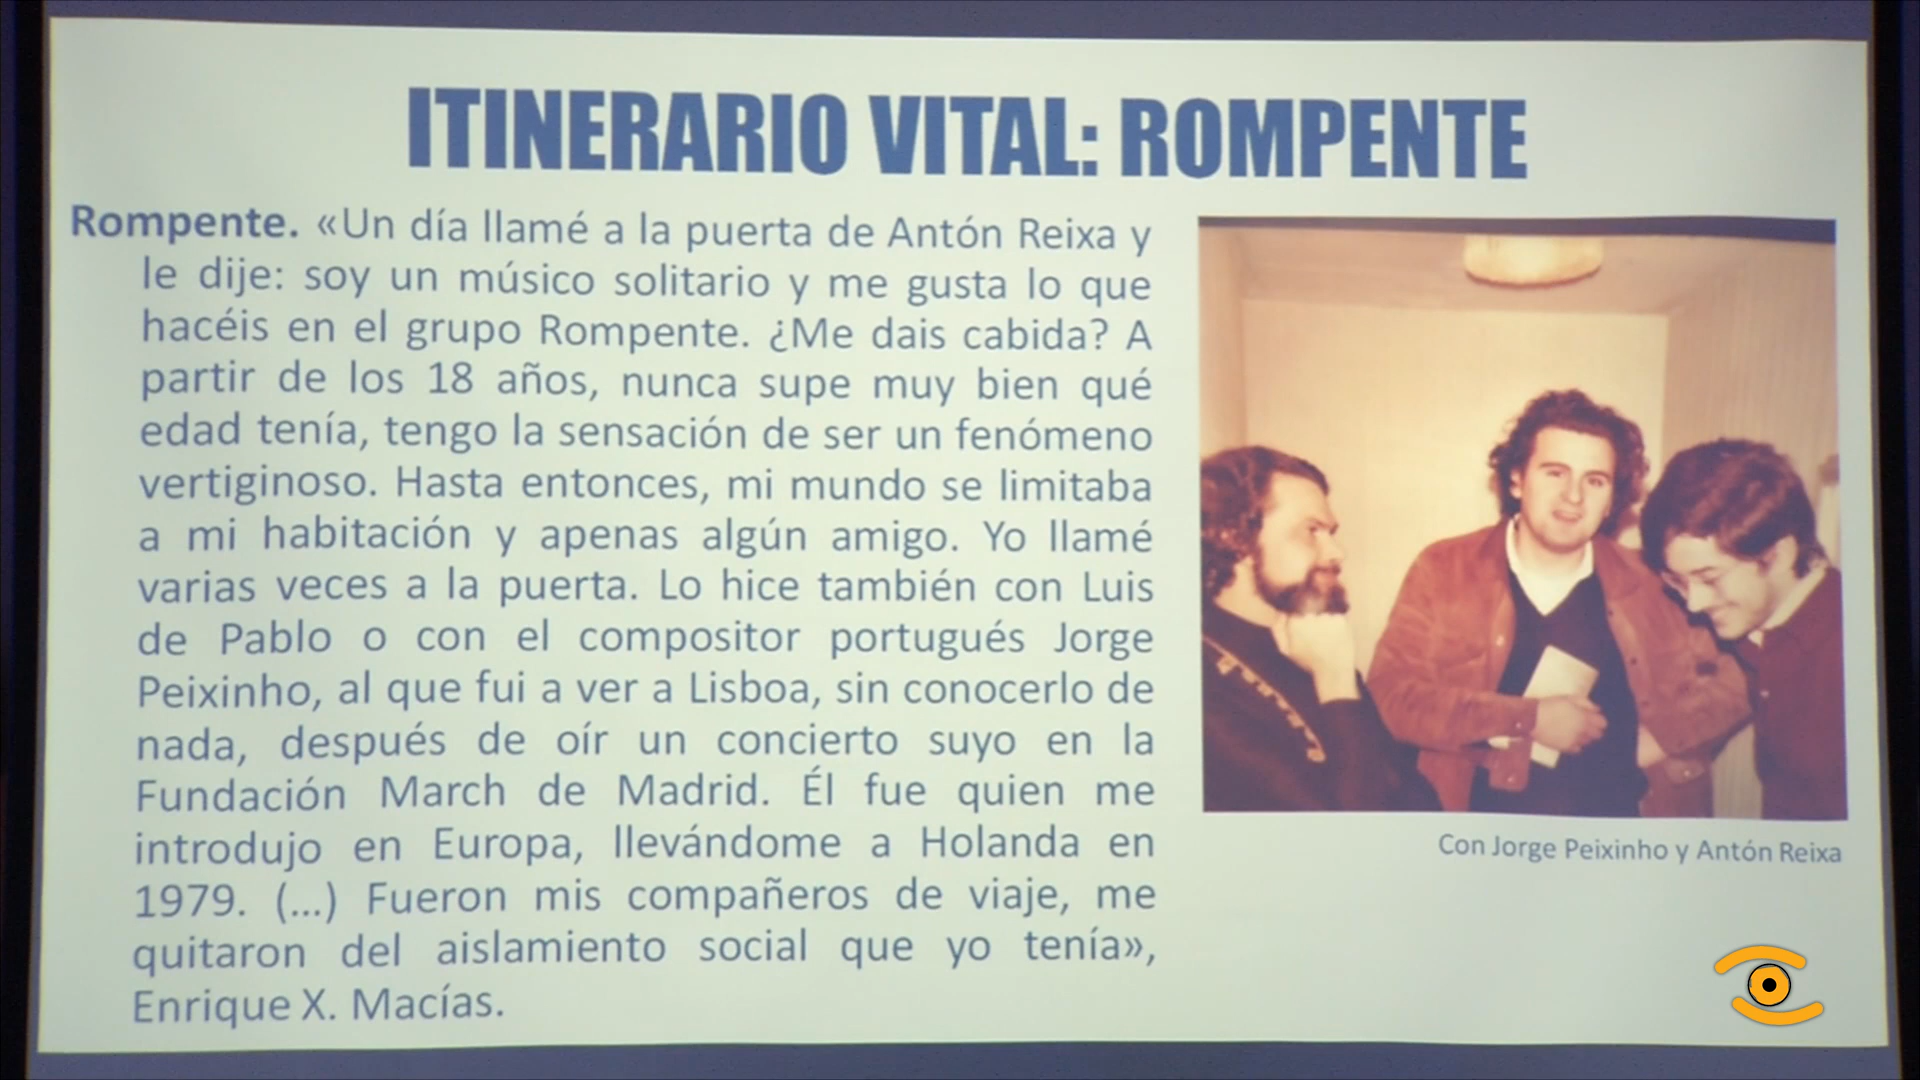 ITINERARIO VITAL: ROMPENTE
Rompente. «Un día llamé a la puerta de Antón Reixa y
le dije: soy un músico solitario y me gusta lo que
hacéis en el grupo Rompente. ¿Me dais cabida? A
partir de los 18 años, nunca supe muy bien qué
edad tenía, tengo la sensación de ser un fenómeno
vertiginoso. Hasta entonces, mi mundo se limitaba
a mi habitación y apenas algún amigo. Yo llamé
varias veces a la puerta. Lo hice también con Luis
de Pablo o con el compositor portugués Jorge
Peixinho, al que fui a ver a Lisboa, sin conocerlo de
nada, después de oír un concierto suyo en la
Fundación March de Madrid. Él fue quien me
introdujo en Europa, llevándome a Holanda en
1979. (...) Fueron mis compañeros de viaje, me
quitaron del aislamiento social que yo tenía»,
Enrique X. Macías.
Con Jorge Peixinho y Antón Reixa